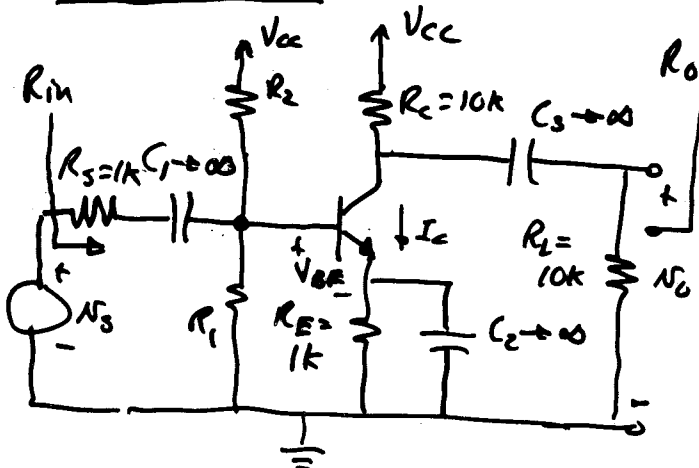 Vcc
Vcc
Rin
R2
Rc=10k
Ro
Rs=1k
C1→∞
C3→∞
+
+
VBE
-
Ic
RL=
10k
+
vs
-
R1
RE=
1k
C2→∞
vo
-